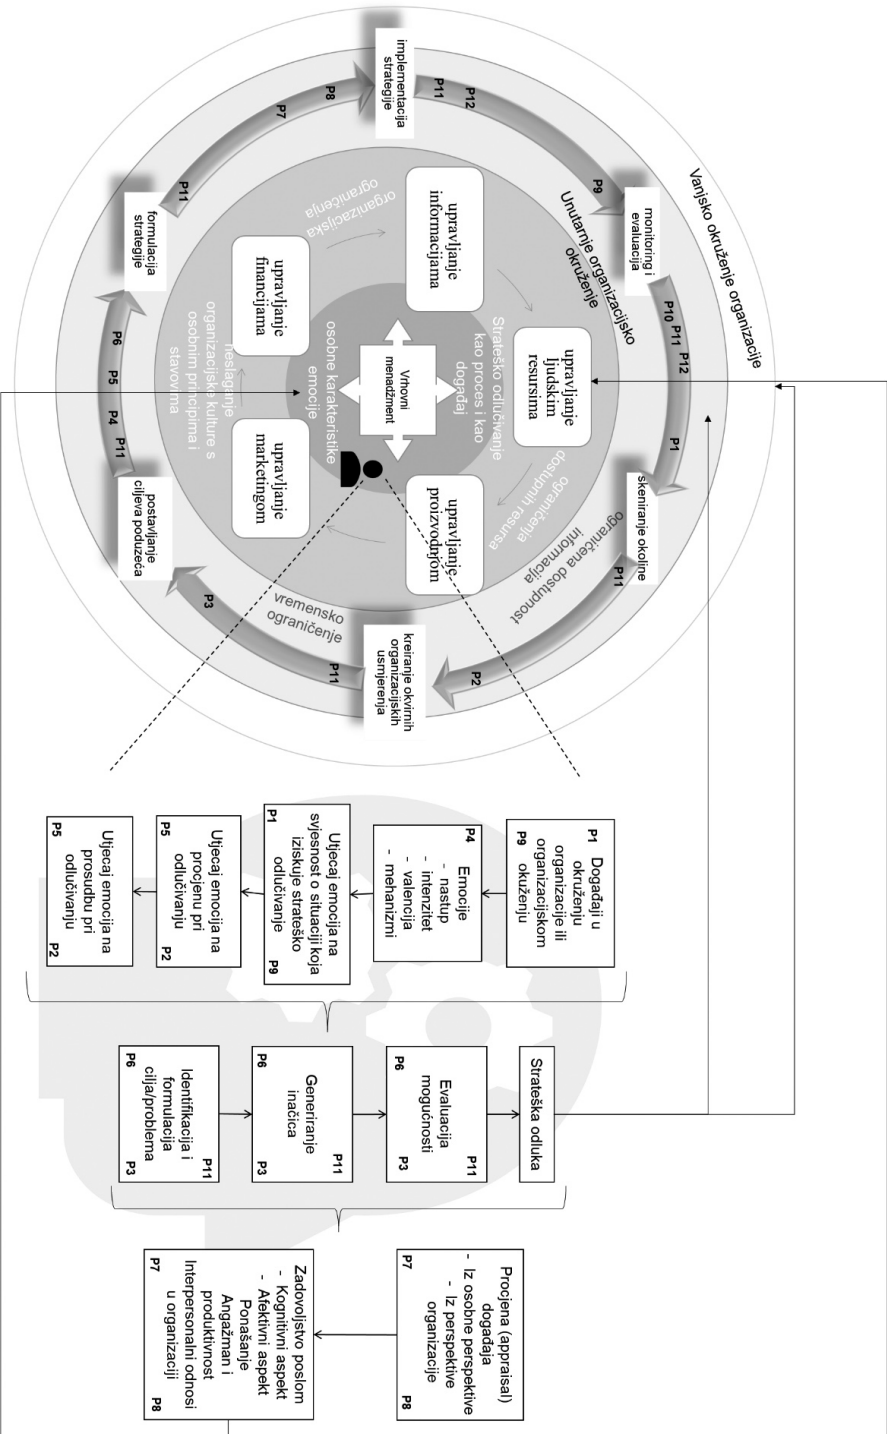 Vanjsko okruženje organizacije
Unutarnje organizacijsko
okruženje
implementacija
strategije
P11
P12
P9
monitoring i
evaluacija
P10
P11
P12
P1
skeniranje okoline
P11
P2
kreiranje okvirnih
organizacijskih
usmjerenja
P11
P3
postavljanje
ciljeva poduzeća
P11
P4
P5
P6
formulacija
strategije
P11
P7
P8
ograničena dostupnost
informacija
vremensko
ograničenje
organizacijska
ograničenja
Strateško odlučivanje
kao proces i kao
događaj
ograničenja
dostupnih resursa
neslaganje
organizacijske kulture s
osobnim principima i
stavovima
upravljanje
informacijama
upravljanje
ljudskim
resursima
upravljanje
proizvodnjom
upravljanje
marketingom
upravljanje
financijama
Vrhovni
menadžment
osobne karakteristike
emocije
P1 Događaji u
okruženju
organizacije ili
P9 organizacijskom
okuženju
P4
Emocije
- nastup
- intenzitet
- valencija
- mehanizmi
Utjecaj emocija na
svjesnost o situaciji koja
iziskuje strateško
odlučivanje
P1
P9
Utjecaj emocija na
procjenu pri
odlučivanju
P5
P2
Utjecaj emocija na
prosudbu pri
odlučivanju
P5
P2
Strateška odluka
P11
Evaluacija
mogućnosti
P6
P3
P11
Generiranje
inačica
P6
P3
P11
Identifikacija i
formulacija
cilja/problema
P6
P3
Procjena (appraisal)
događaja
- Iz osobne perspektive
- Iz perspektive
organizacije
P7
P8
Zadovoljstvo poslom
- Kognitivni aspekt
- Afektivni aspekt
Ponašanje
Angažman i
produktivnost
Interpersonalni odnosi
u organizaciji
P7
P8